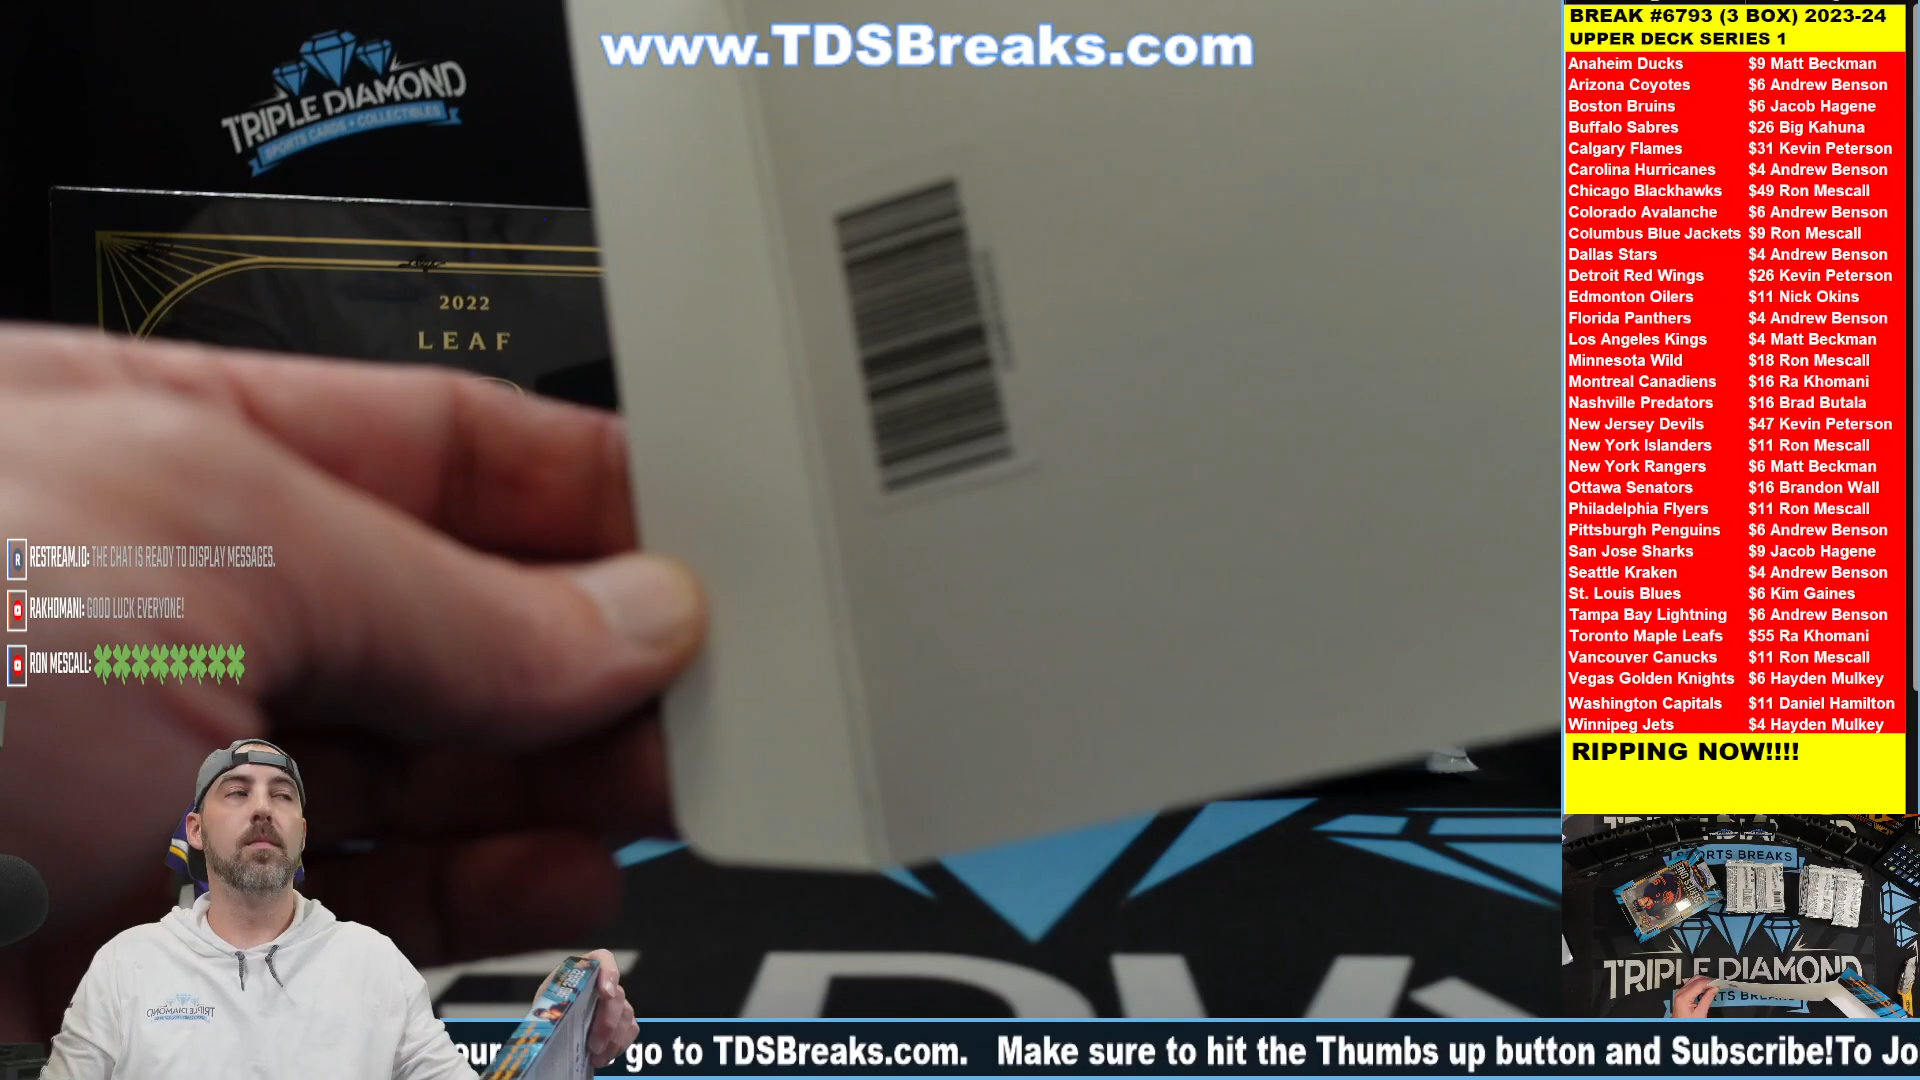 www.TDSBreaks.com
TRIPLE DIAMOND
SPORTS CARDS • COLLECTIBLES
2022
LEAF
RESTREAM.IO: THE CHAT IS READY TO DISPLAY MESSAGES.
RAKHOMANI: GOOD LUCK EVERYONE!
RON MESCALL: 🍀🍀🍀🍀🍀🍀🍀🍀
BREAK #6793 (3 BOX) 2023-24
UPPER DECK SERIES 1
Anaheim Ducks $9 Matt Beckman
Arizona Coyotes $6 Andrew Benson
Boston Bruins $6 Jacob Hagene
Buffalo Sabres $26 Big Kahuna
Calgary Flames $31 Kevin Peterson
Carolina Hurricanes $4 Andrew Benson
Chicago Blackhawks $49 Ron Mescall
Colorado Avalanche $6 Andrew Benson
Columbus Blue Jackets $9 Ron Mescall
Dallas Stars $4 Andrew Benson
Detroit Red Wings $26 Kevin Peterson
Edmonton Oilers $11 Nick Okins
Florida Panthers $4 Andrew Benson
Los Angeles Kings $4 Matt Beckman
Minnesota Wild $18 Ron Mescall
Montreal Canadiens $16 Ra Khomani
Nashville Predators $16 Brad Butala
New Jersey Devils $47 Kevin Peterson
New York Islanders $11 Ron Mescall
New York Rangers $6 Matt Beckman
Ottawa Senators $16 Brandon Wall
Philadelphia Flyers $11 Ron Mescall
Pittsburgh Penguins $6 Andrew Benson
San Jose Sharks $9 Jacob Hagene
Seattle Kraken $4 Andrew Benson
St. Louis Blues $6 Kim Gaines
Tampa Bay Lightning $6 Andrew Benson
Toronto Maple Leafs $55 Ra Khomani
Vancouver Canucks $11 Ron Mescall
Vegas Golden Knights $6 Hayden Mulkey
Washington Capitals $11 Daniel Hamilton
Winnipeg Jets $4 Hayden Mulkey
RIPPING NOW!!!!
SPORTS BREAKS
TRIPLE DIAMOND
SPORTS BREAKS
TRIPLE DIAMOND
our go to TDSBreaks.com. Make sure to hit the Thumbs up button and Subscribe!To Jo